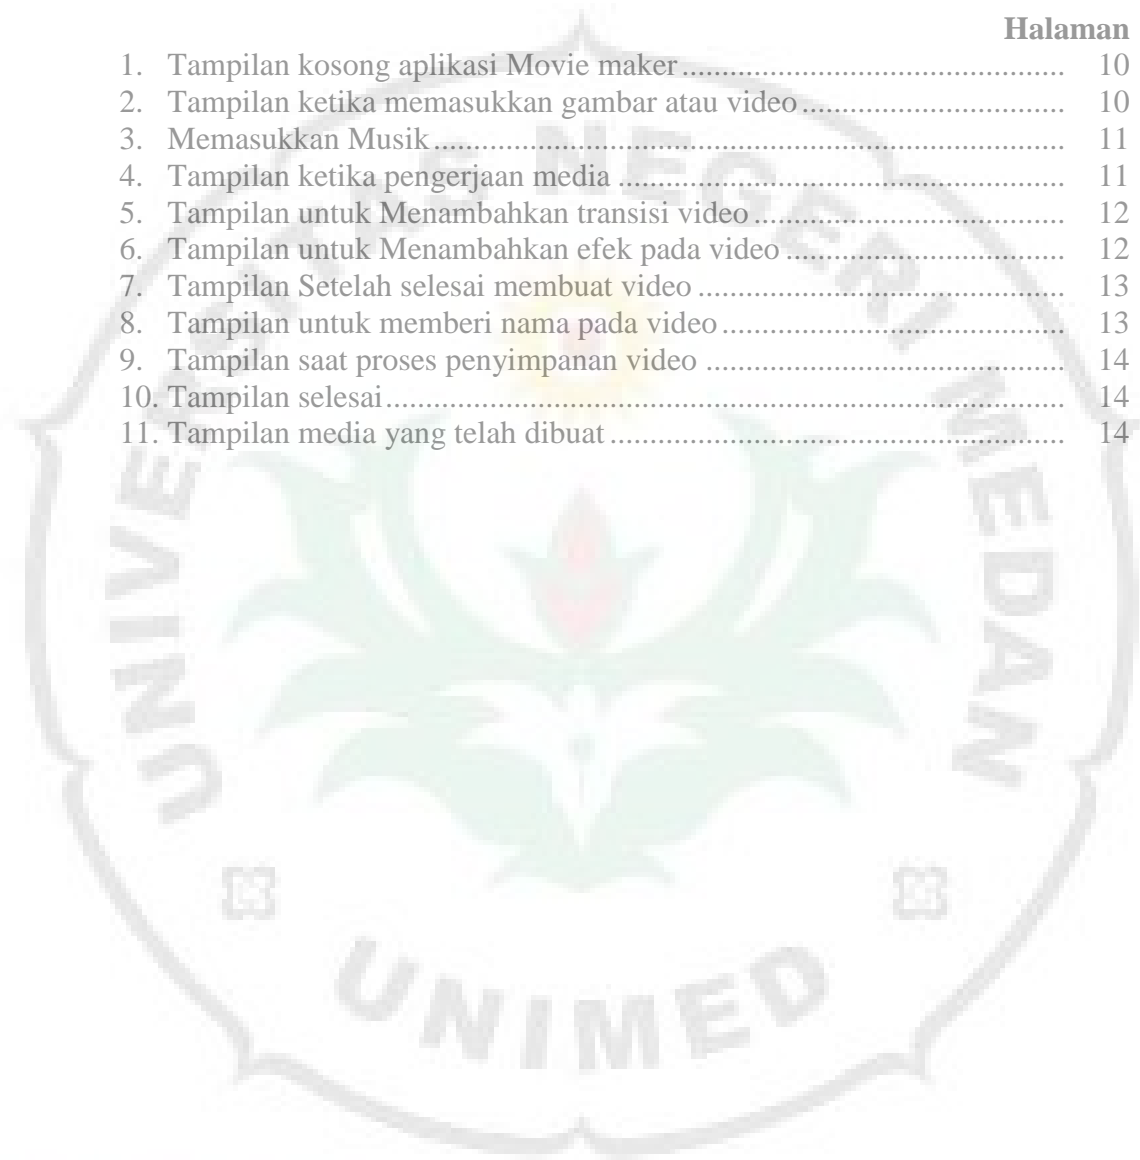 Halaman
1. Tampilan kosong aplikasi Movie maker................................................ 10
2. Tampilan ketika memasukkan gambar atau video................................. 10
3. Memasukkan Musik............................................................................... 11
4. Tampilan ketika pengerjaan media ........................................................ 11
5. Tampilan untuk Menambahkan transisi video....................................... 12
6. Tampilan untuk Menambahkan efek pada video ................................... 12
7. Tampilan Setelah selesai membuat video .............................................. 13
8. Tampilan untuk memberi nama pada video........................................... 13
9. Tampilan saat proses penyimpanan video ............................................. 14
10. Tampilan selesai..................................................................................... 14
11. Tampilan media yang telah dibuat ......................................................... 14
UNIVERSITAS NEGERI MEDAN
UNIMED